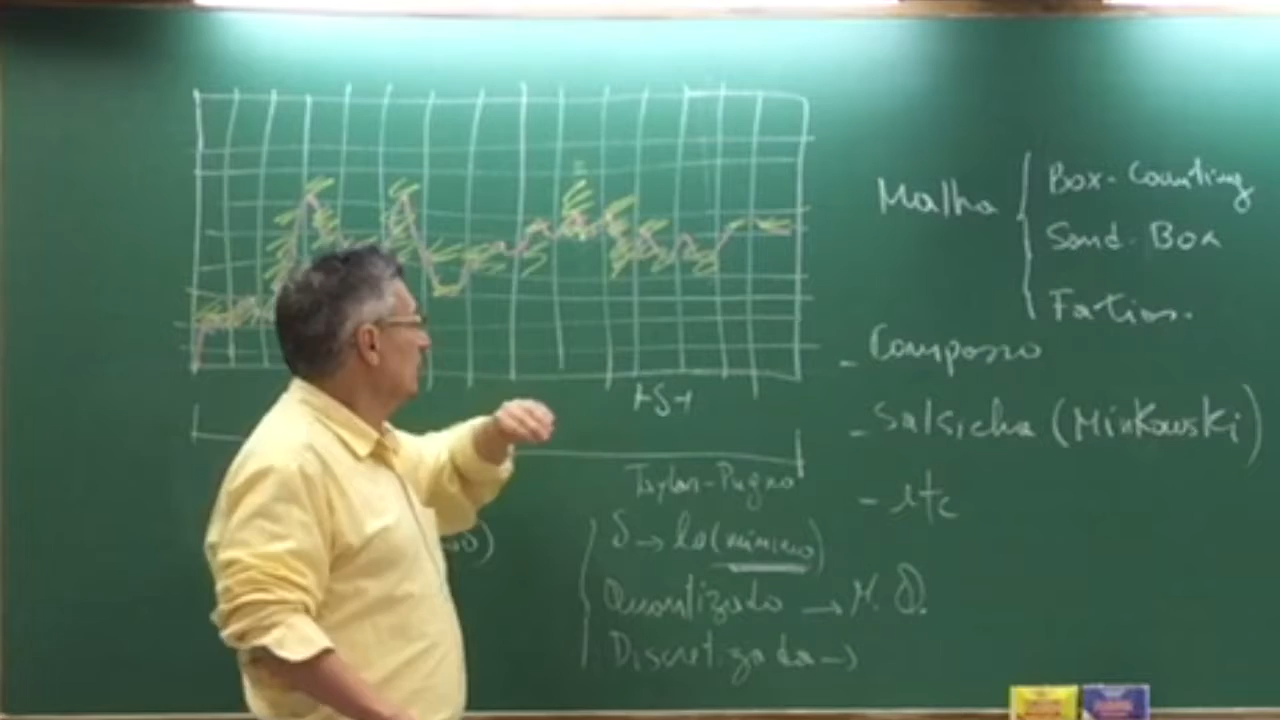 Malha
Box-Counting
Sand-Box
Fatias.
- Compasso
- Salsicha (Minkowski)
- etc
δ
Taylor-Pugno
δ → lo (mínimo)
Quantizado → M. Q.
Discretizada →